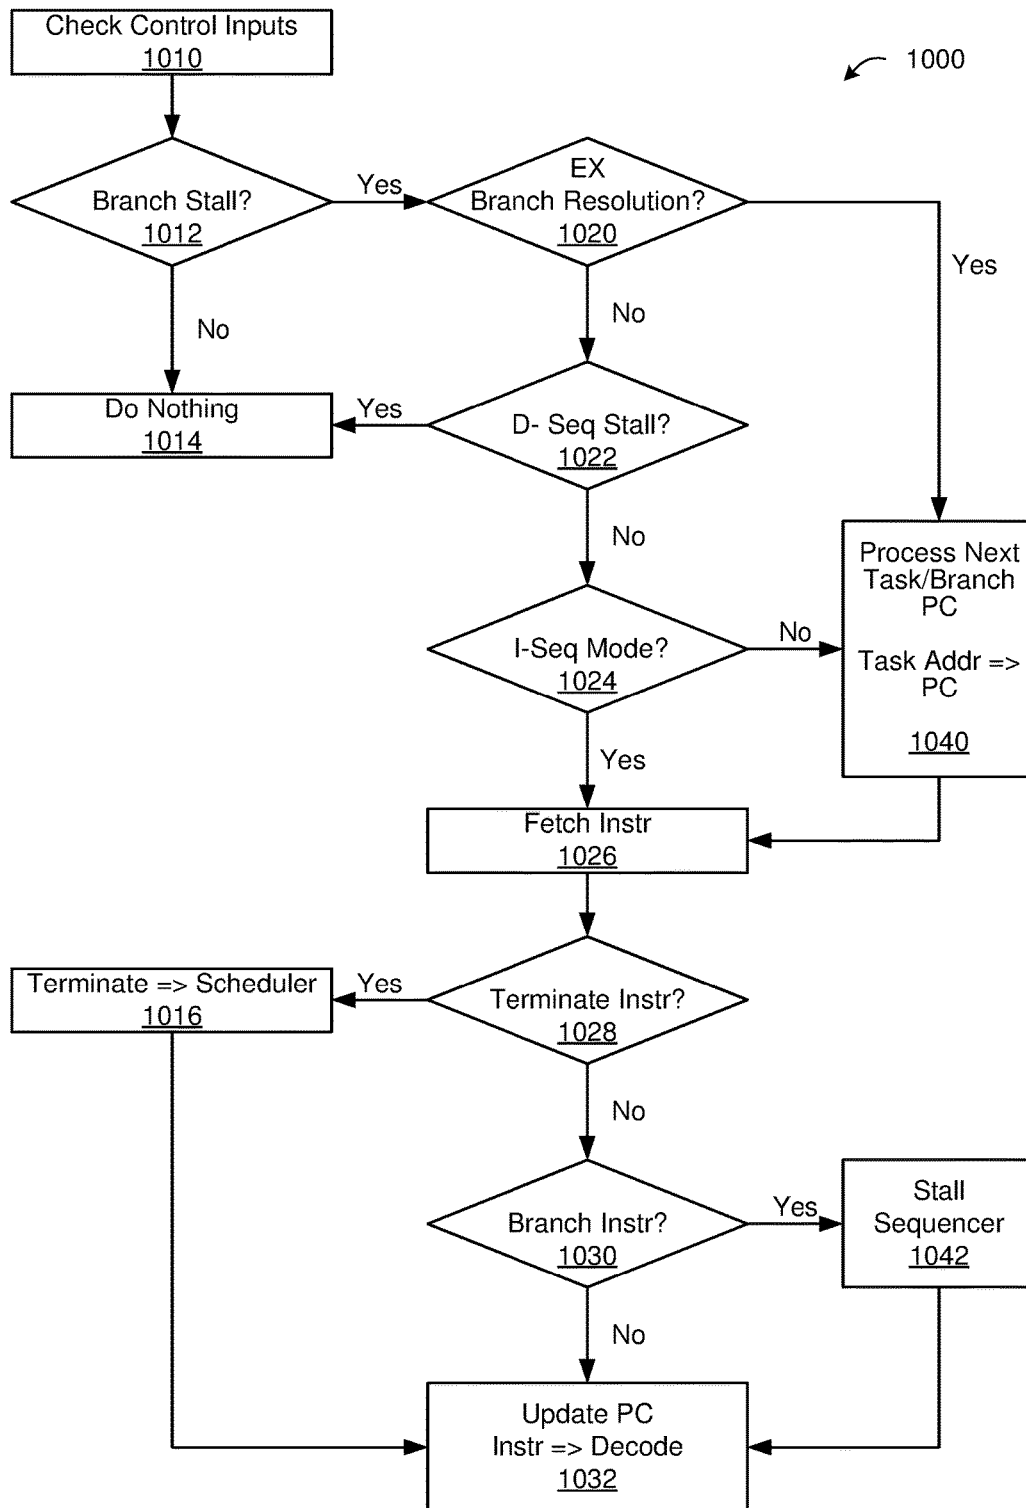 Check Control Inputs
1010
1000
Branch Stall?
1012
Yes
EX
Branch Resolution?
1020
Yes
No
No
Do Nothing
1014
Yes
D- Seq Stall?
1022
No
I-Seq Mode?
1024
No
Process Next
Task/Branch
PC
Task Addr =>
PC
1040
Yes
Fetch Instr
1026
Terminate => Scheduler
1016
Yes
Terminate Instr?
1028
No
Branch Instr?
1030
Yes
Stall
Sequencer
1042
No
Update PC
Instr => Decode
1032